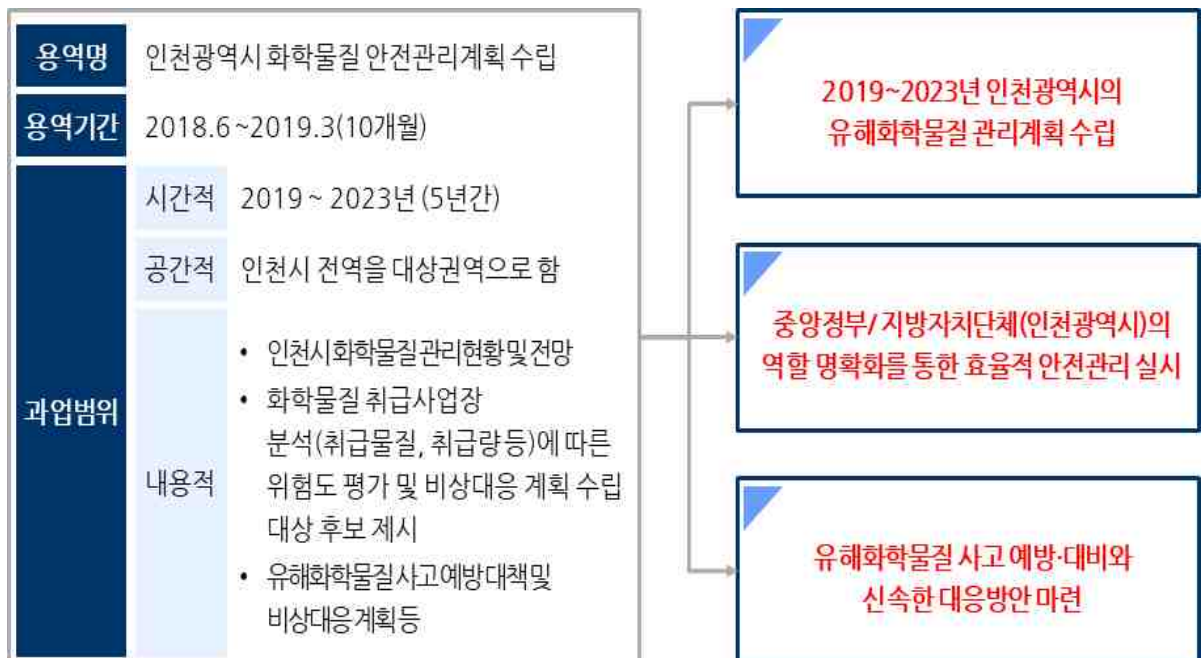 용역명 인천광역시 화학물질 안전관리계획 수립
용역기간 2018.6 ~2019.3(10개월)
과업범위
시간적 2019 ~ 2023년 (5년간)
공간적 인천시 전역을 대상권역으로 함
내용적
• 인천시화학물질관리현황및전망
• 화학물질 취급사업장
분석(취급물질, 취급량등)에 따른
위험도 평가 및 비상대응 계획 수립
대상 후보 제시
• 유해화학물질사고예방대책및
비상대응계획등
2019~2023년 인천광역시의
유해화학물질 관리계획 수립
중앙정부/ 지방자치단체(인천광역시)의
역할 명확화를 통한 효율적 안전관리 실시
유해화학물질 사고 예방·대비와
신속한 대응방안 마련